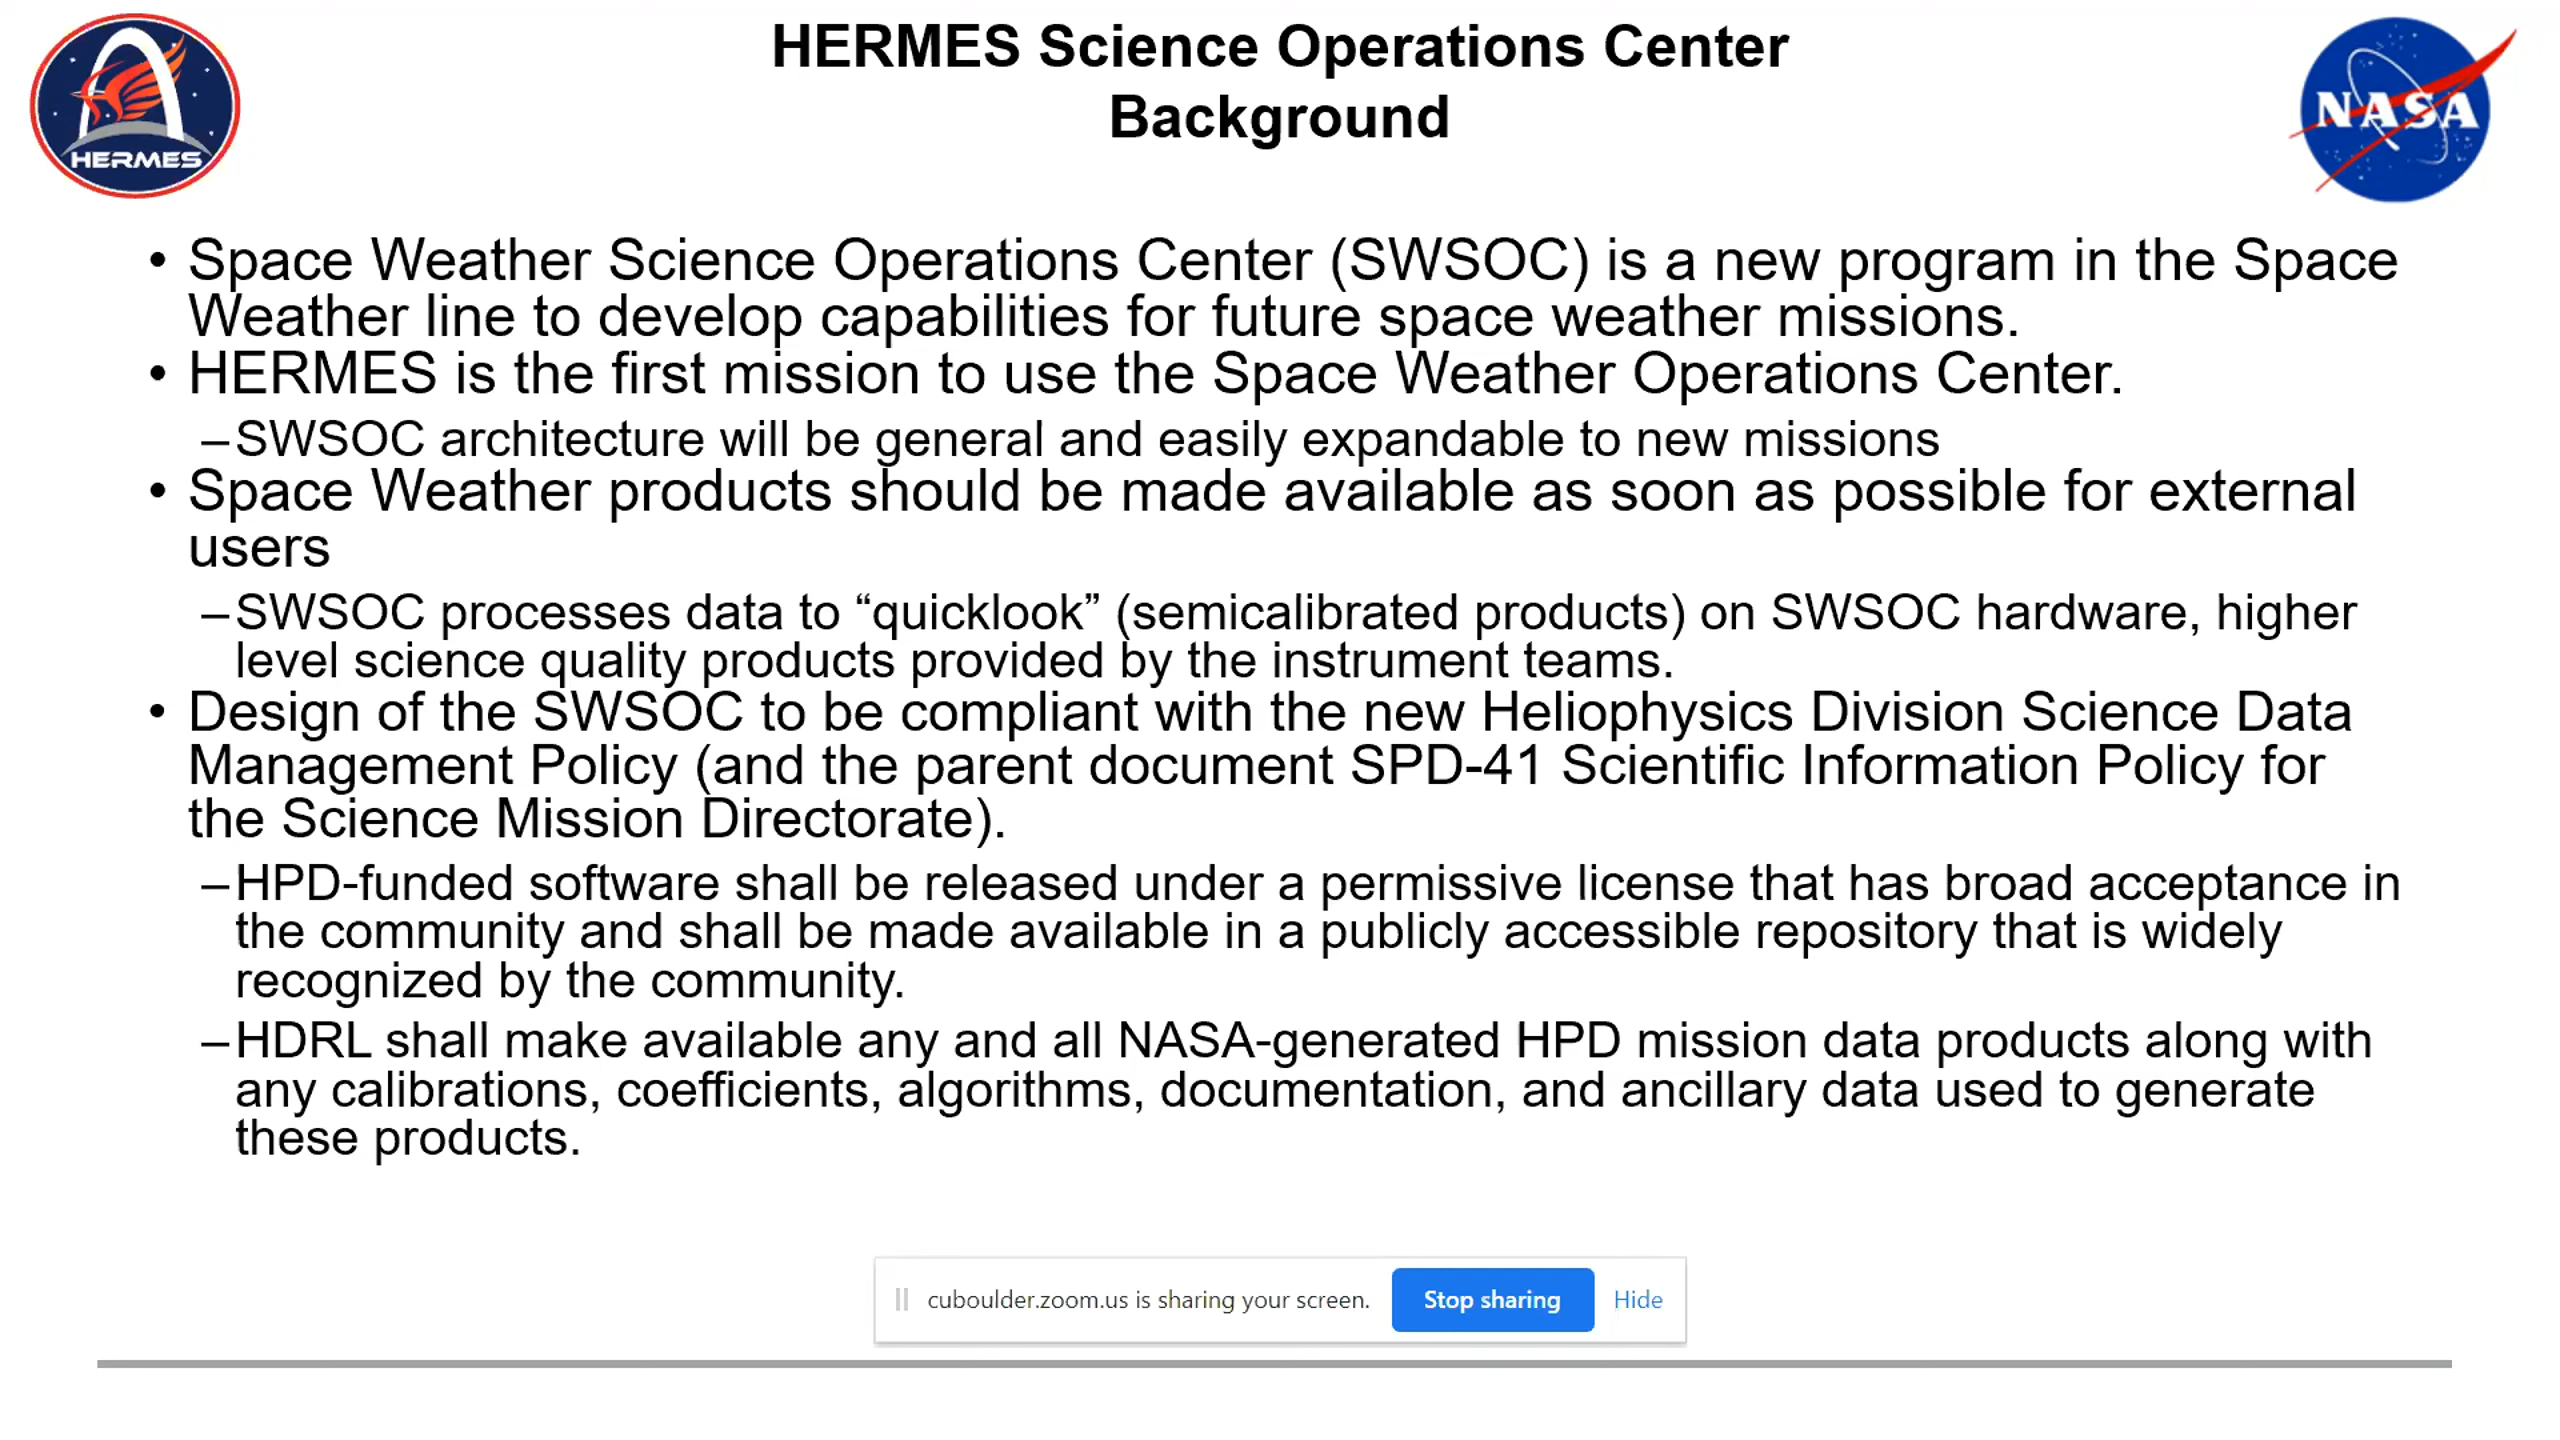 HERMES Science Operations Center
Background
HERMES
NASA
• Space Weather Science Operations Center (SWSOC) is a new program in the Space
Weather line to develop capabilities for future space weather missions.
• HERMES is the first mission to use the Space Weather Operations Center.
–SWSOC architecture will be general and easily expandable to new missions
• Space Weather products should be made available as soon as possible for external
users
–SWSOC processes data to “quicklook” (semicalibrated products) on SWSOC hardware, higher
level science quality products provided by the instrument teams.
• Design of the SWSOC to be compliant with the new Heliophysics Division Science Data
Management Policy (and the parent document SPD-41 Scientific Information Policy for
the Science Mission Directorate).
–HPD-funded software shall be released under a permissive license that has broad acceptance in
the community and shall be made available in a publicly accessible repository that is widely
recognized by the community.
–HDRL shall make available any and all NASA-generated HPD mission data products along with
any calibrations, coefficients, algorithms, documentation, and ancillary data used to generate
these products.
cuboulder.zoom.us is sharing your screen. Stop sharing Hide